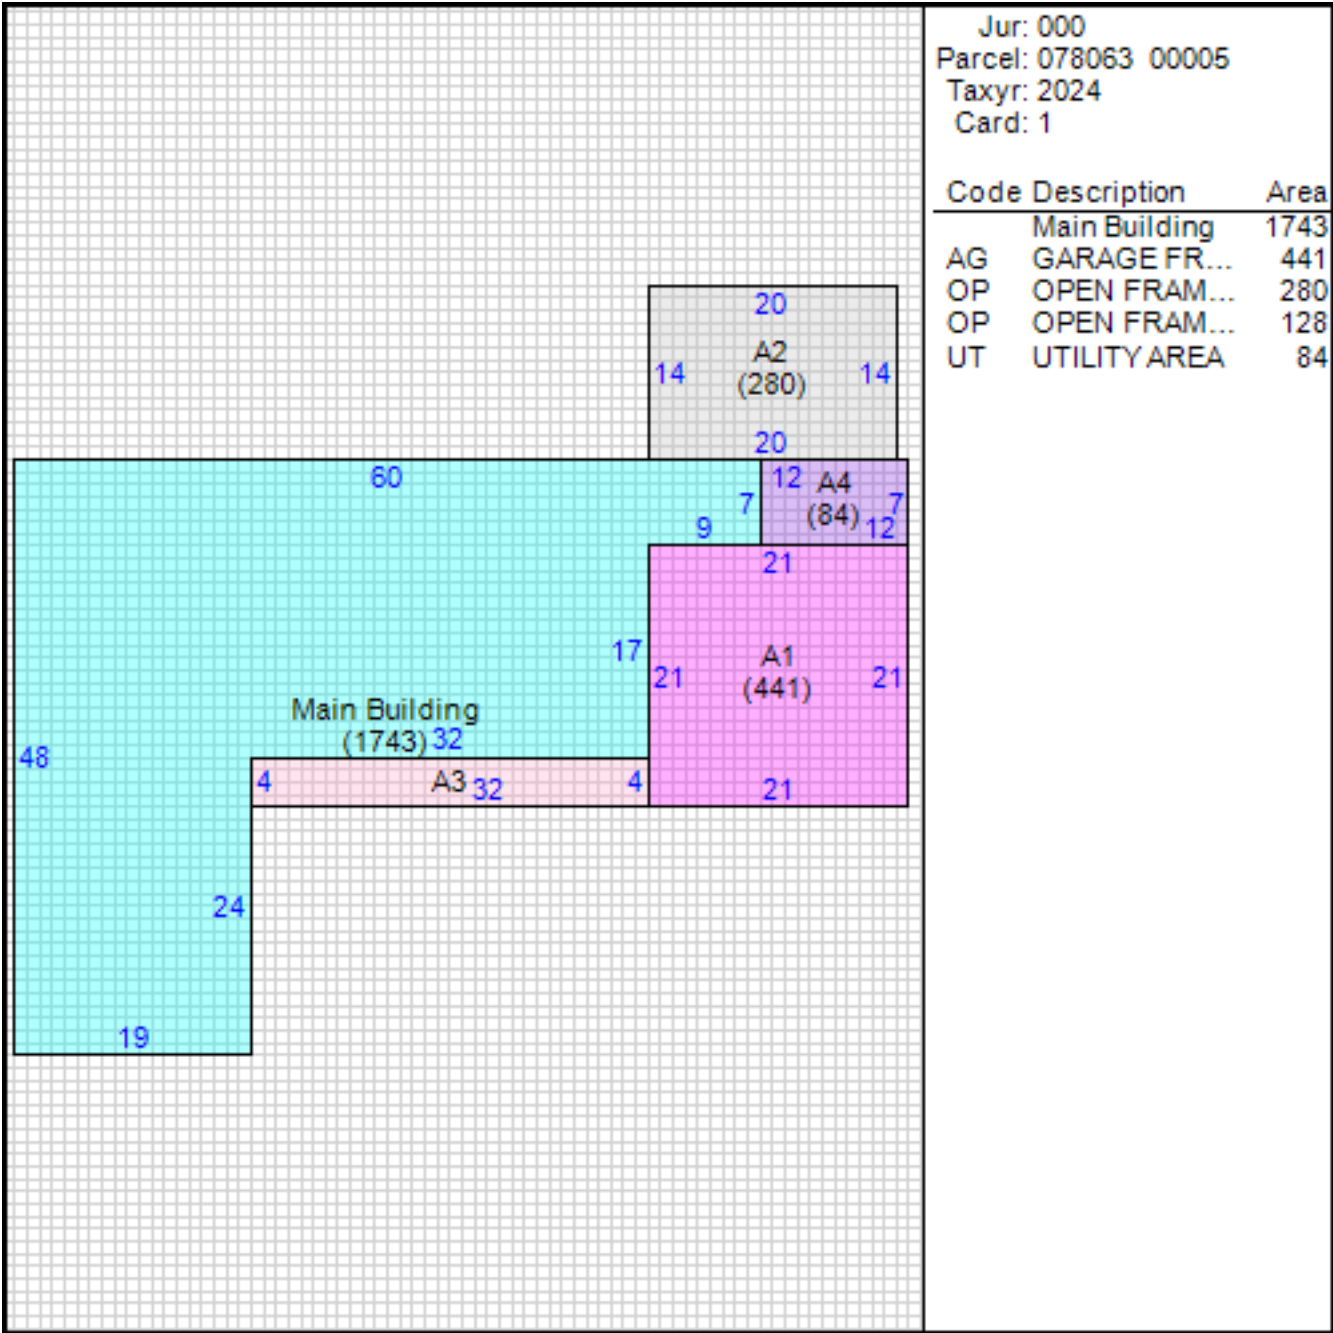 Jur: 000
Parcel: 078063 00005
Taxyr: 2024
Card: 1
Code Description Area
Main Building 1743
AG GARAGE FR... 441
OP OPEN FRAM... 280
OP OPEN FRAM... 128
UT UTILITY AREA 84
20
A2
14 (280) 14
20
60
12 A4 7
7 (84)
9 12
21
17
A1
21 (441) 21
21
Main Building
(1743) 32
48
4 A3 32 4
24
19